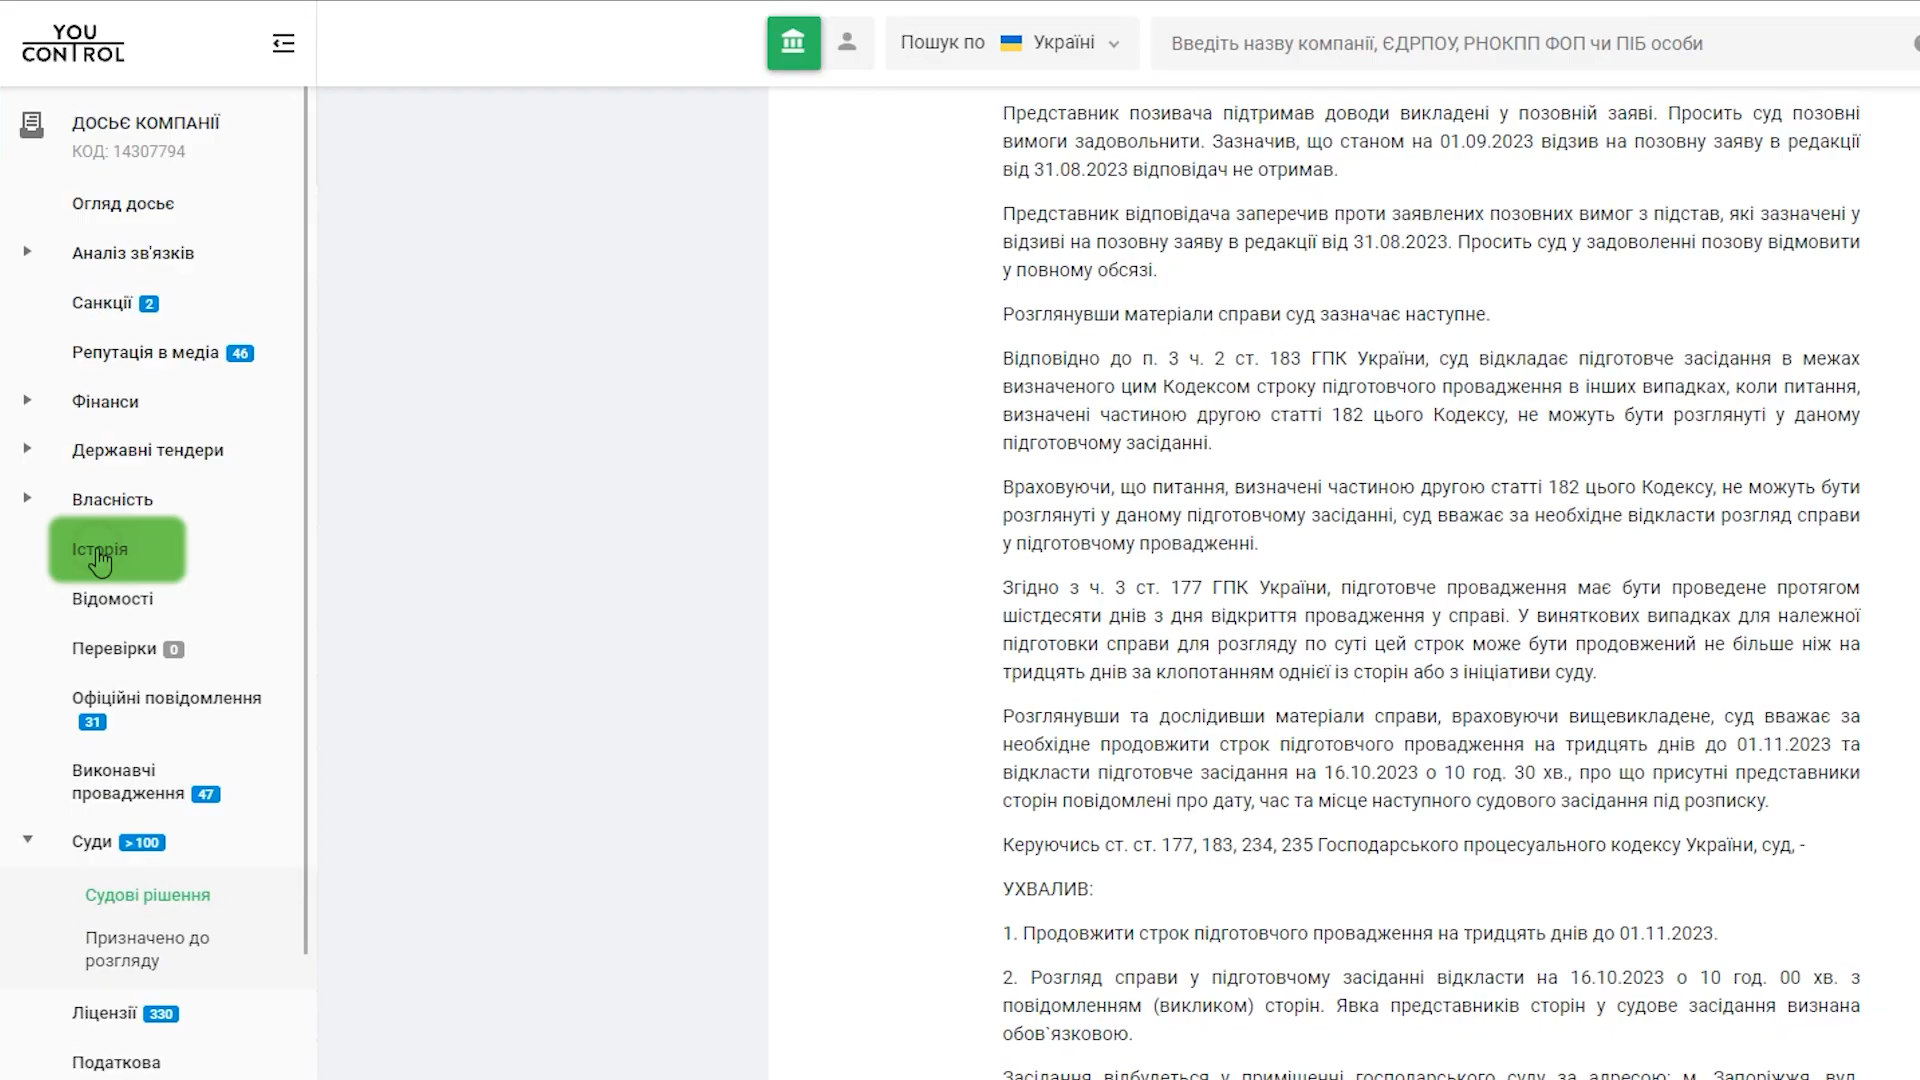 YOU
CONTROL
Пошук по Україні
Введіть назву компанії, ЄДРПОУ, РНОКПП ФОП чи ПІБ особи
ДОСЬЄ КОМПАНІЇ
КОД: 14307794
Огляд досьє
Аналіз зв'язків
Санкції 2
Репутація в медіа 46
Фінанси
Державні тендери
Власність
Історія
Відомості
Перевірки 0
Офіційні повідомлення
31
Виконавчі
провадження 47
Суди > 100
Судові рішення
Призначено до
розгляду
Ліцензії 330
Податкова
Представник позивача підтримав доводи викладені у позовній заяві. Просить суд позовні
вимоги задовольнити. Зазначив, що станом на 01.09.2023 відзив на позовну заяву в редакції
від 31.08.2023 відповідач не отримав.
Представник відповідача заперечив проти заявлених позовних вимог з підстав, які зазначені у
відзиві на позовну заяву в редакції від 31.08.2023. Просить суд у задоволенні позову відмовити
у повному обсязі.
Розглянувши матеріали справи суд зазначає наступне.
Відповідно до п. 3 ч. 2 ст. 183 ГПК України, суд відкладає підготовче засідання в межах
визначеного цим Кодексом строку підготовчого провадження в інших випадках, коли питання,
визначені частиною другою статті 182 цього Кодексу, не можуть бути розглянуті у даному
підготовчому засіданні.
Враховуючи, що питання, визначені частиною другою статті 182 цього Кодексу, не можуть бути
розглянуті у даному підготовчому засіданні, суд вважає за необхідне відкласти розгляд справи
у підготовчому провадженні.
Згідно з ч. 3 ст. 177 ГПК України, підготовче провадження має бути проведене протягом
шістдесяти днів з дня відкриття провадження у справі. У виняткових випадках для належної
підготовки справи для розгляду по суті цей строк може бути продовжений не більше ніж на
тридцять днів за клопотанням однієї із сторін або з ініціативи суду.
Розглянувши та дослідивши матеріали справи, враховуючи вищевикладене, суд вважає за
необхідне продовжити строк підготовчого провадження на тридцять днів до 01.11.2023 та
відкласти підготовче засідання на 16.10.2023 о 10 год. 30 хв., про що присутні представники
сторін повідомлені про дату, час та місце наступного судового засідання під розписку.
Керуючись ст. ст. 177, 183, 234, 235 Господарського процесуального кодексу України, суд, -
УХВАЛИВ:
1. Продовжити строк підготовчого провадження на тридцять днів до 01.11.2023.
2. Розгляд справи у підготовчому засіданні відкласти на 16.10.2023 о 10 год. 00 хв. з
повідомленням (викликом) сторін. Явка представників сторін у судове засідання визнана
обов`язковою.
Засідання відбудеться у приміщенні господарського суду за адресою: м. Запоріжжя, вул.